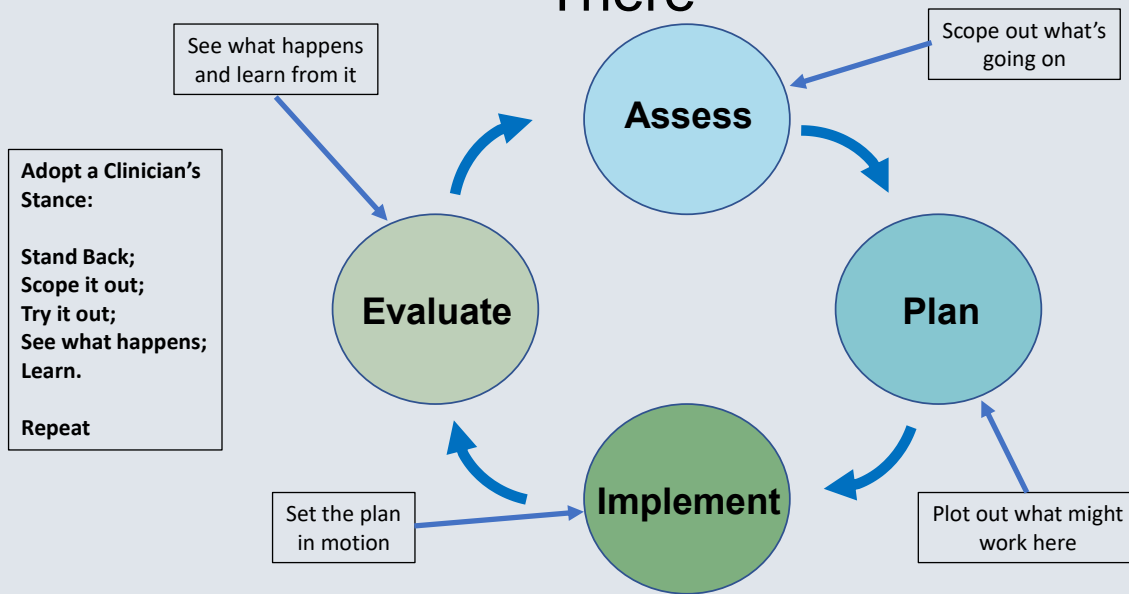 There
See what happens
and learn from it
Scope out what’s
going on
Assess
Adopt a Clinician’s
Stance:
Stand Back;
Scope it out;
Try it out;
See what happens;
Learn.
Repeat
Evaluate
Plan
Implement
Set the plan
in motion
Plot out what might
work here